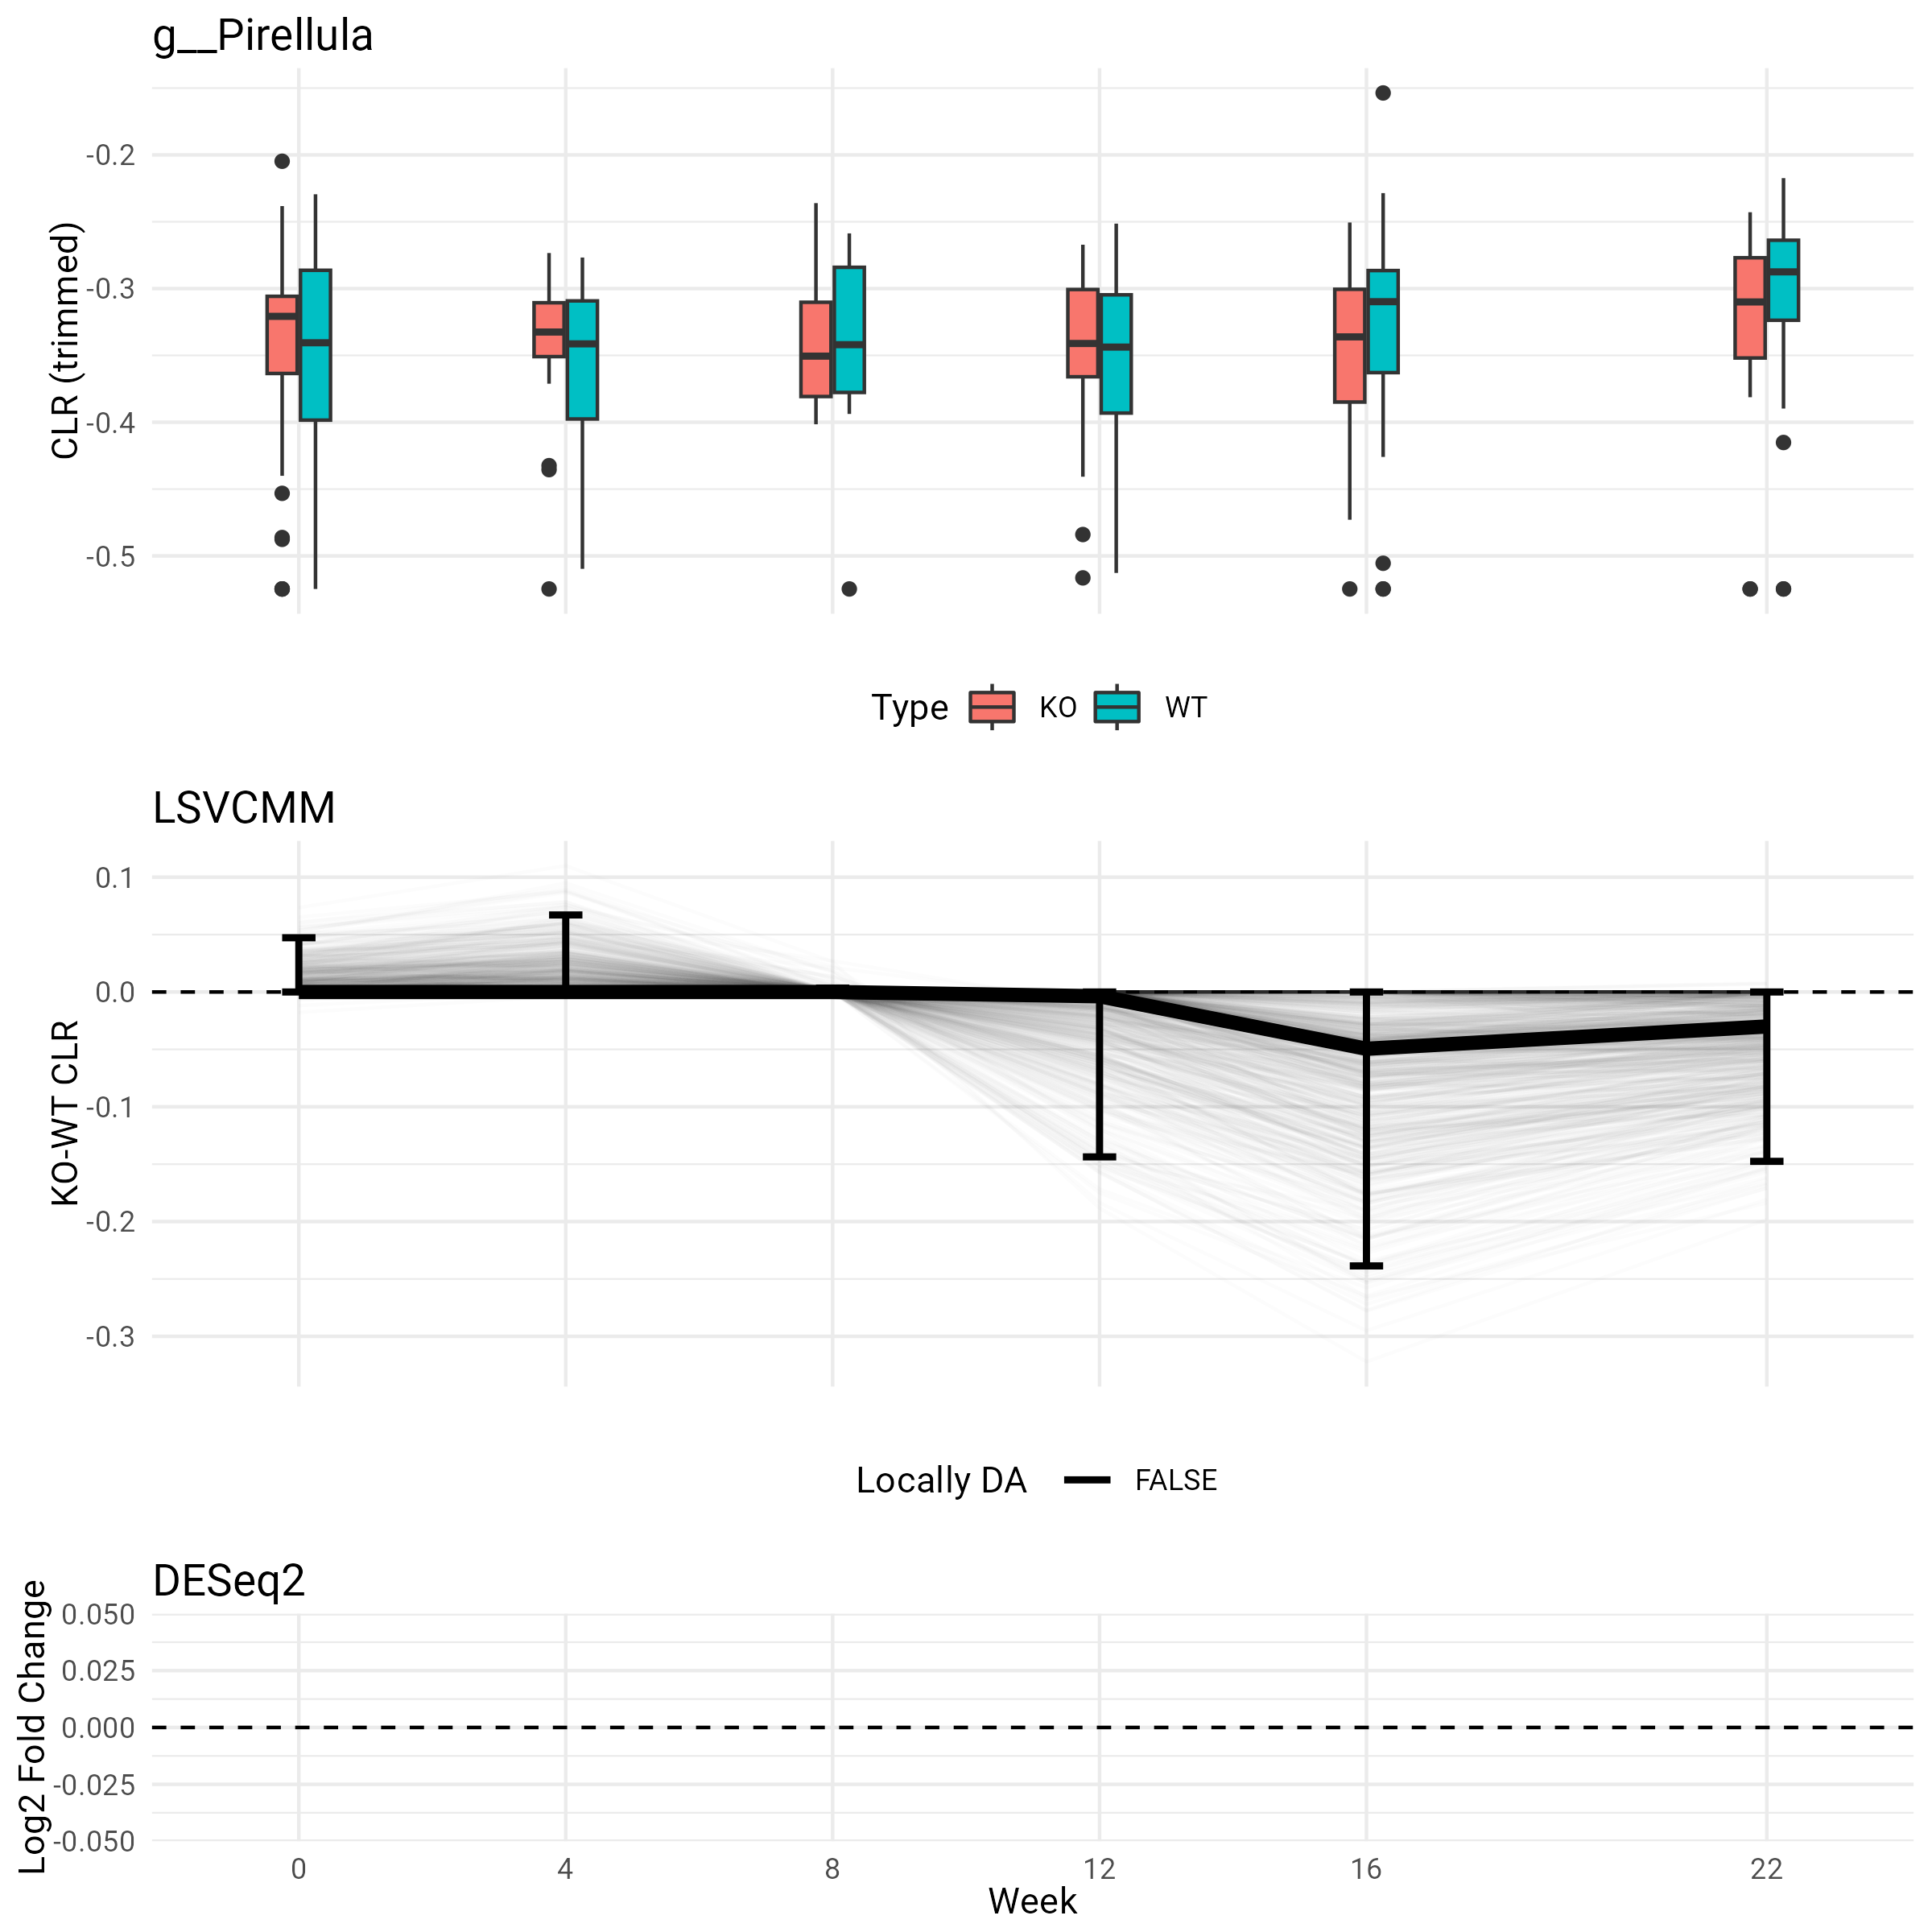 g__Pirellula
CLR (trimmed)
-0.2
-0.3
-0.4
-0.5
Type KO WT
LSVCMM
KO-WT CLR
0.1
0.0
-0.1
-0.2
-0.3
Locally DA FALSE
DESeq2
Log2 Fold Change
0.050
0.025
0.000
-0.025
-0.050
0 4 8 12 16 22
Week